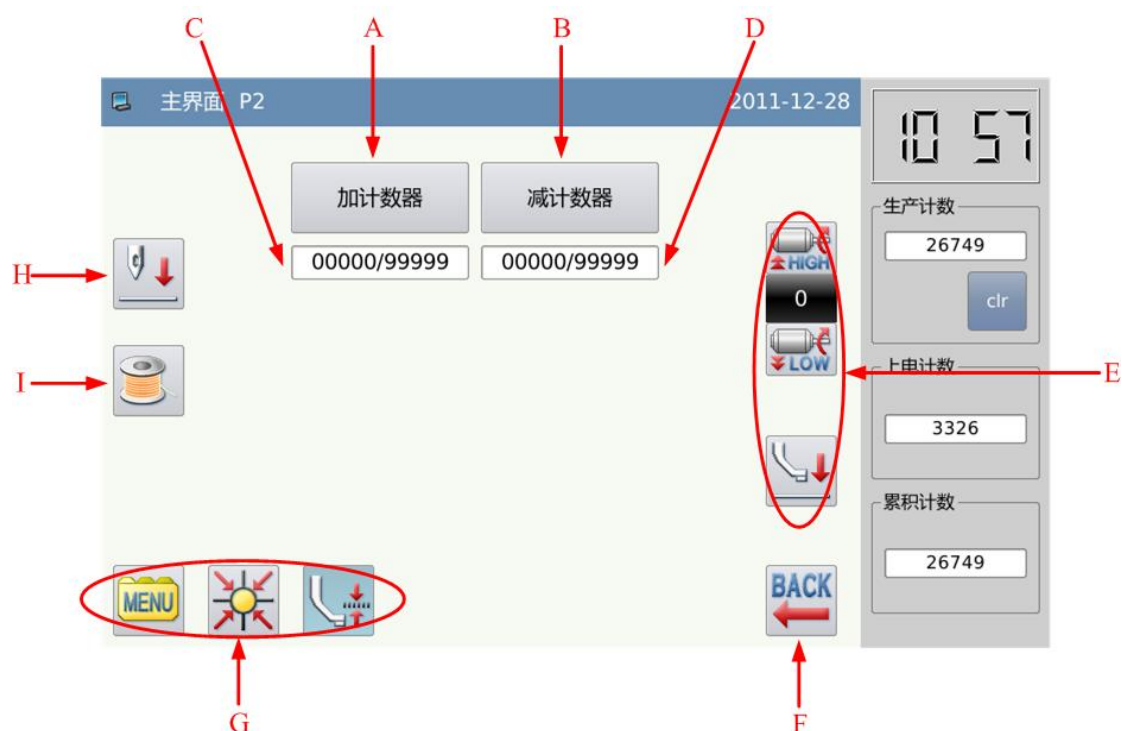 C
A
B
D
主界面 P2
2011-12-28
10 57
加计数器
减计数器
00000/99999
00000/99999
生产计数
26749
clr
H
HIGH
0
LOW
I
E
上电计数
3326
累积计数
26749
MENU
BACK
G
F